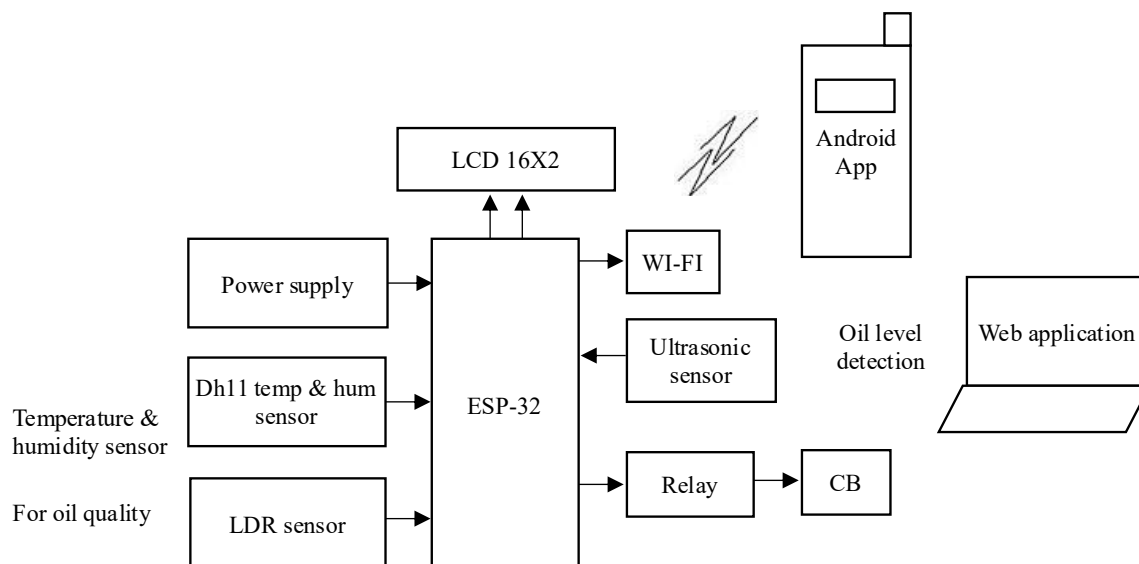 Android
App
LCD 16X2
WI-FI
Power supply
Oil level
detection
Web application
Ultrasonic
sensor
Dh11 temp & hum
sensor
ESP-32
Temperature &
humidity sensor
Relay
CB
For oil quality
LDR sensor